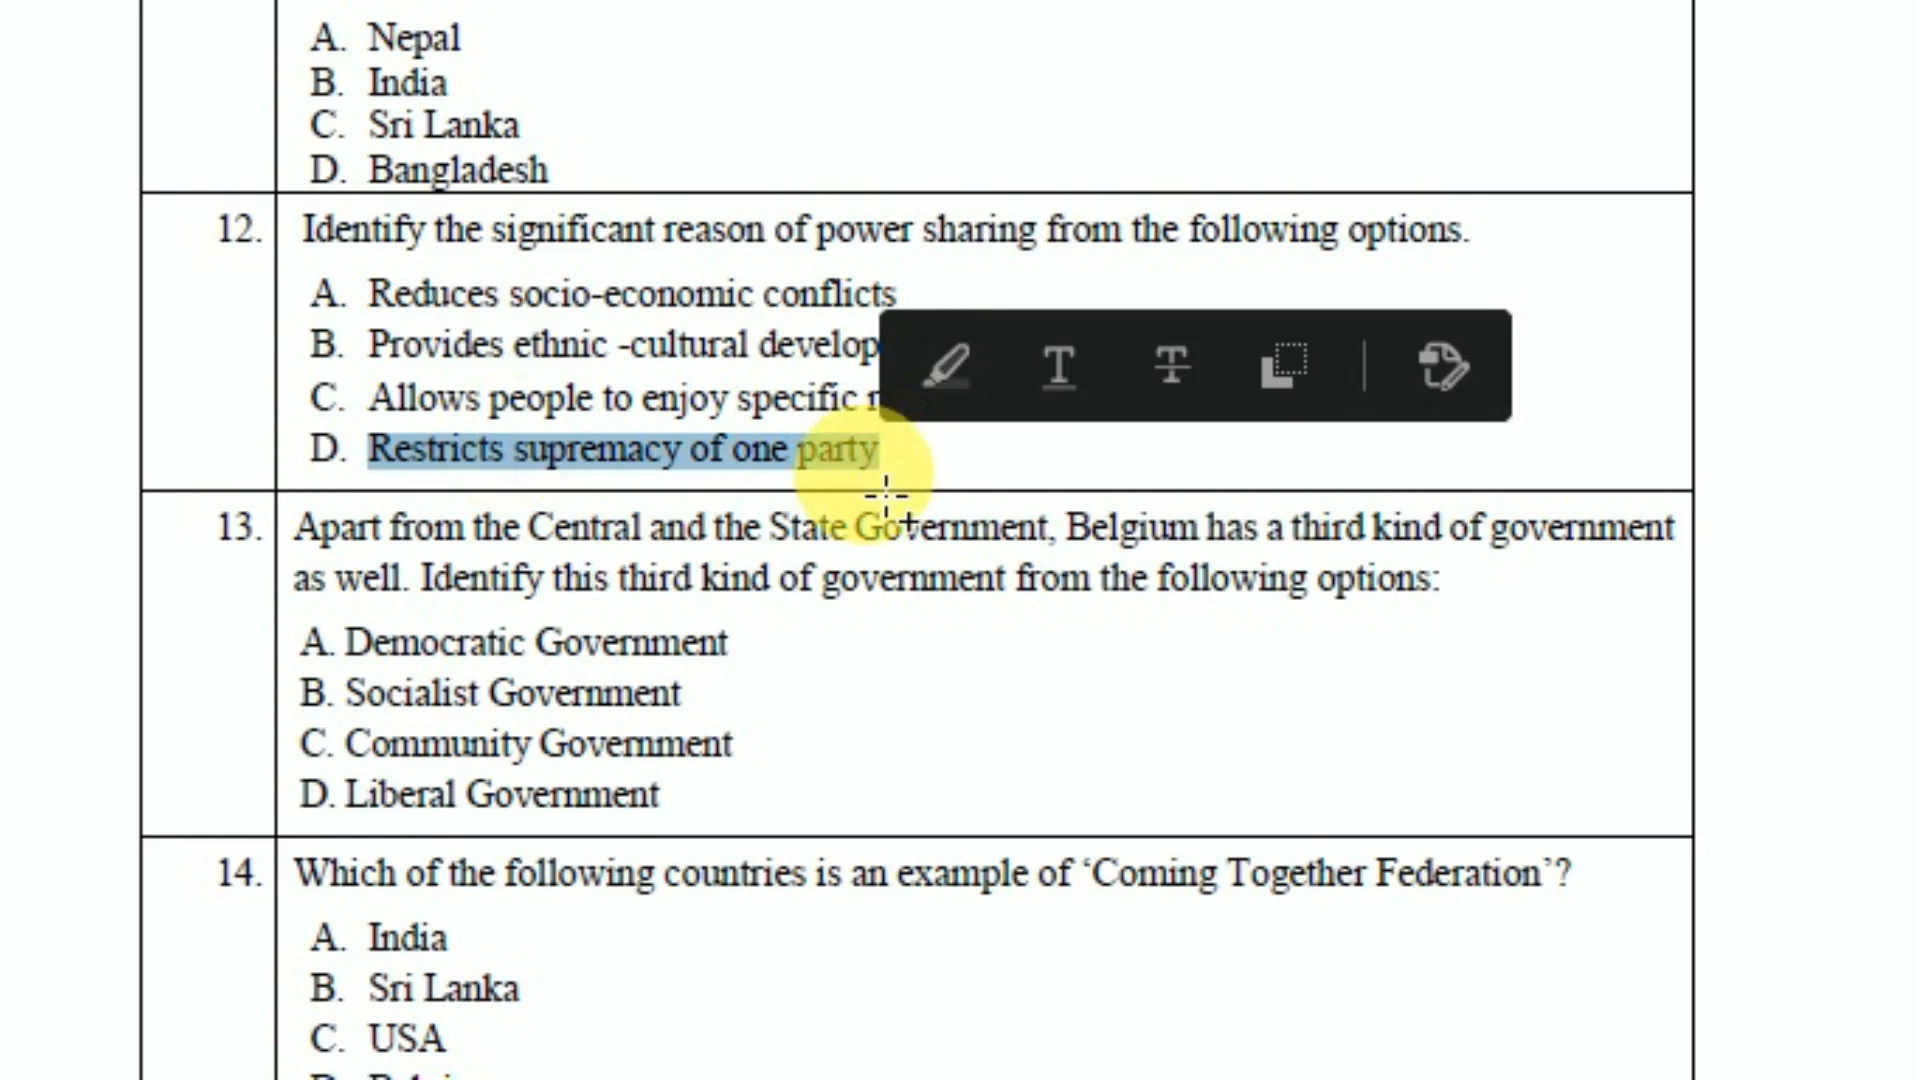 A. Nepal
B. India
C. Sri Lanka
D. Bangladesh
12. Identify the significant reason of power sharing from the following options.
A. Reduces socio-economic conflicts
B. Provides ethnic -cultural develop
C. Allows people to enjoy specific
D. Restricts supremacy of one party
13. Apart from the Central and the State Government, Belgium has a third kind of government
as well. Identify this third kind of government from the following options:
A. Democratic Government
B. Socialist Government
C. Community Government
D. Liberal Government
14. Which of the following countries is an example of ‘Coming Together Federation’?
A. India
B. Sri Lanka
C. USA